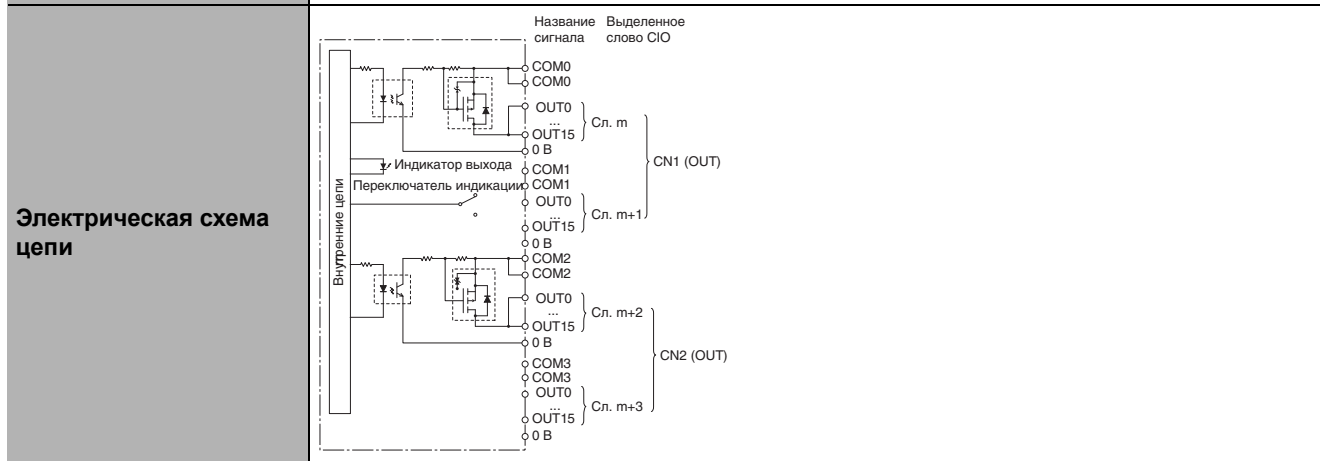 Электрическая схема
цепи
Название
сигнала
Выделенное
слово CIO
Внутренние цепи
COM0
COM0
OUT0
...
OUT15
0 В
Сл. m
Индикатор выхода
Переключатель индикации
COM1
COM1
OUT0
...
OUT15
0 В
Сл. m+1
CN1 (OUT)
COM2
COM2
OUT0
...
OUT15
0 В
Сл. m+2
COM3
COM3
OUT0
...
OUT15
0 В
Сл. m+3
CN2 (OUT)